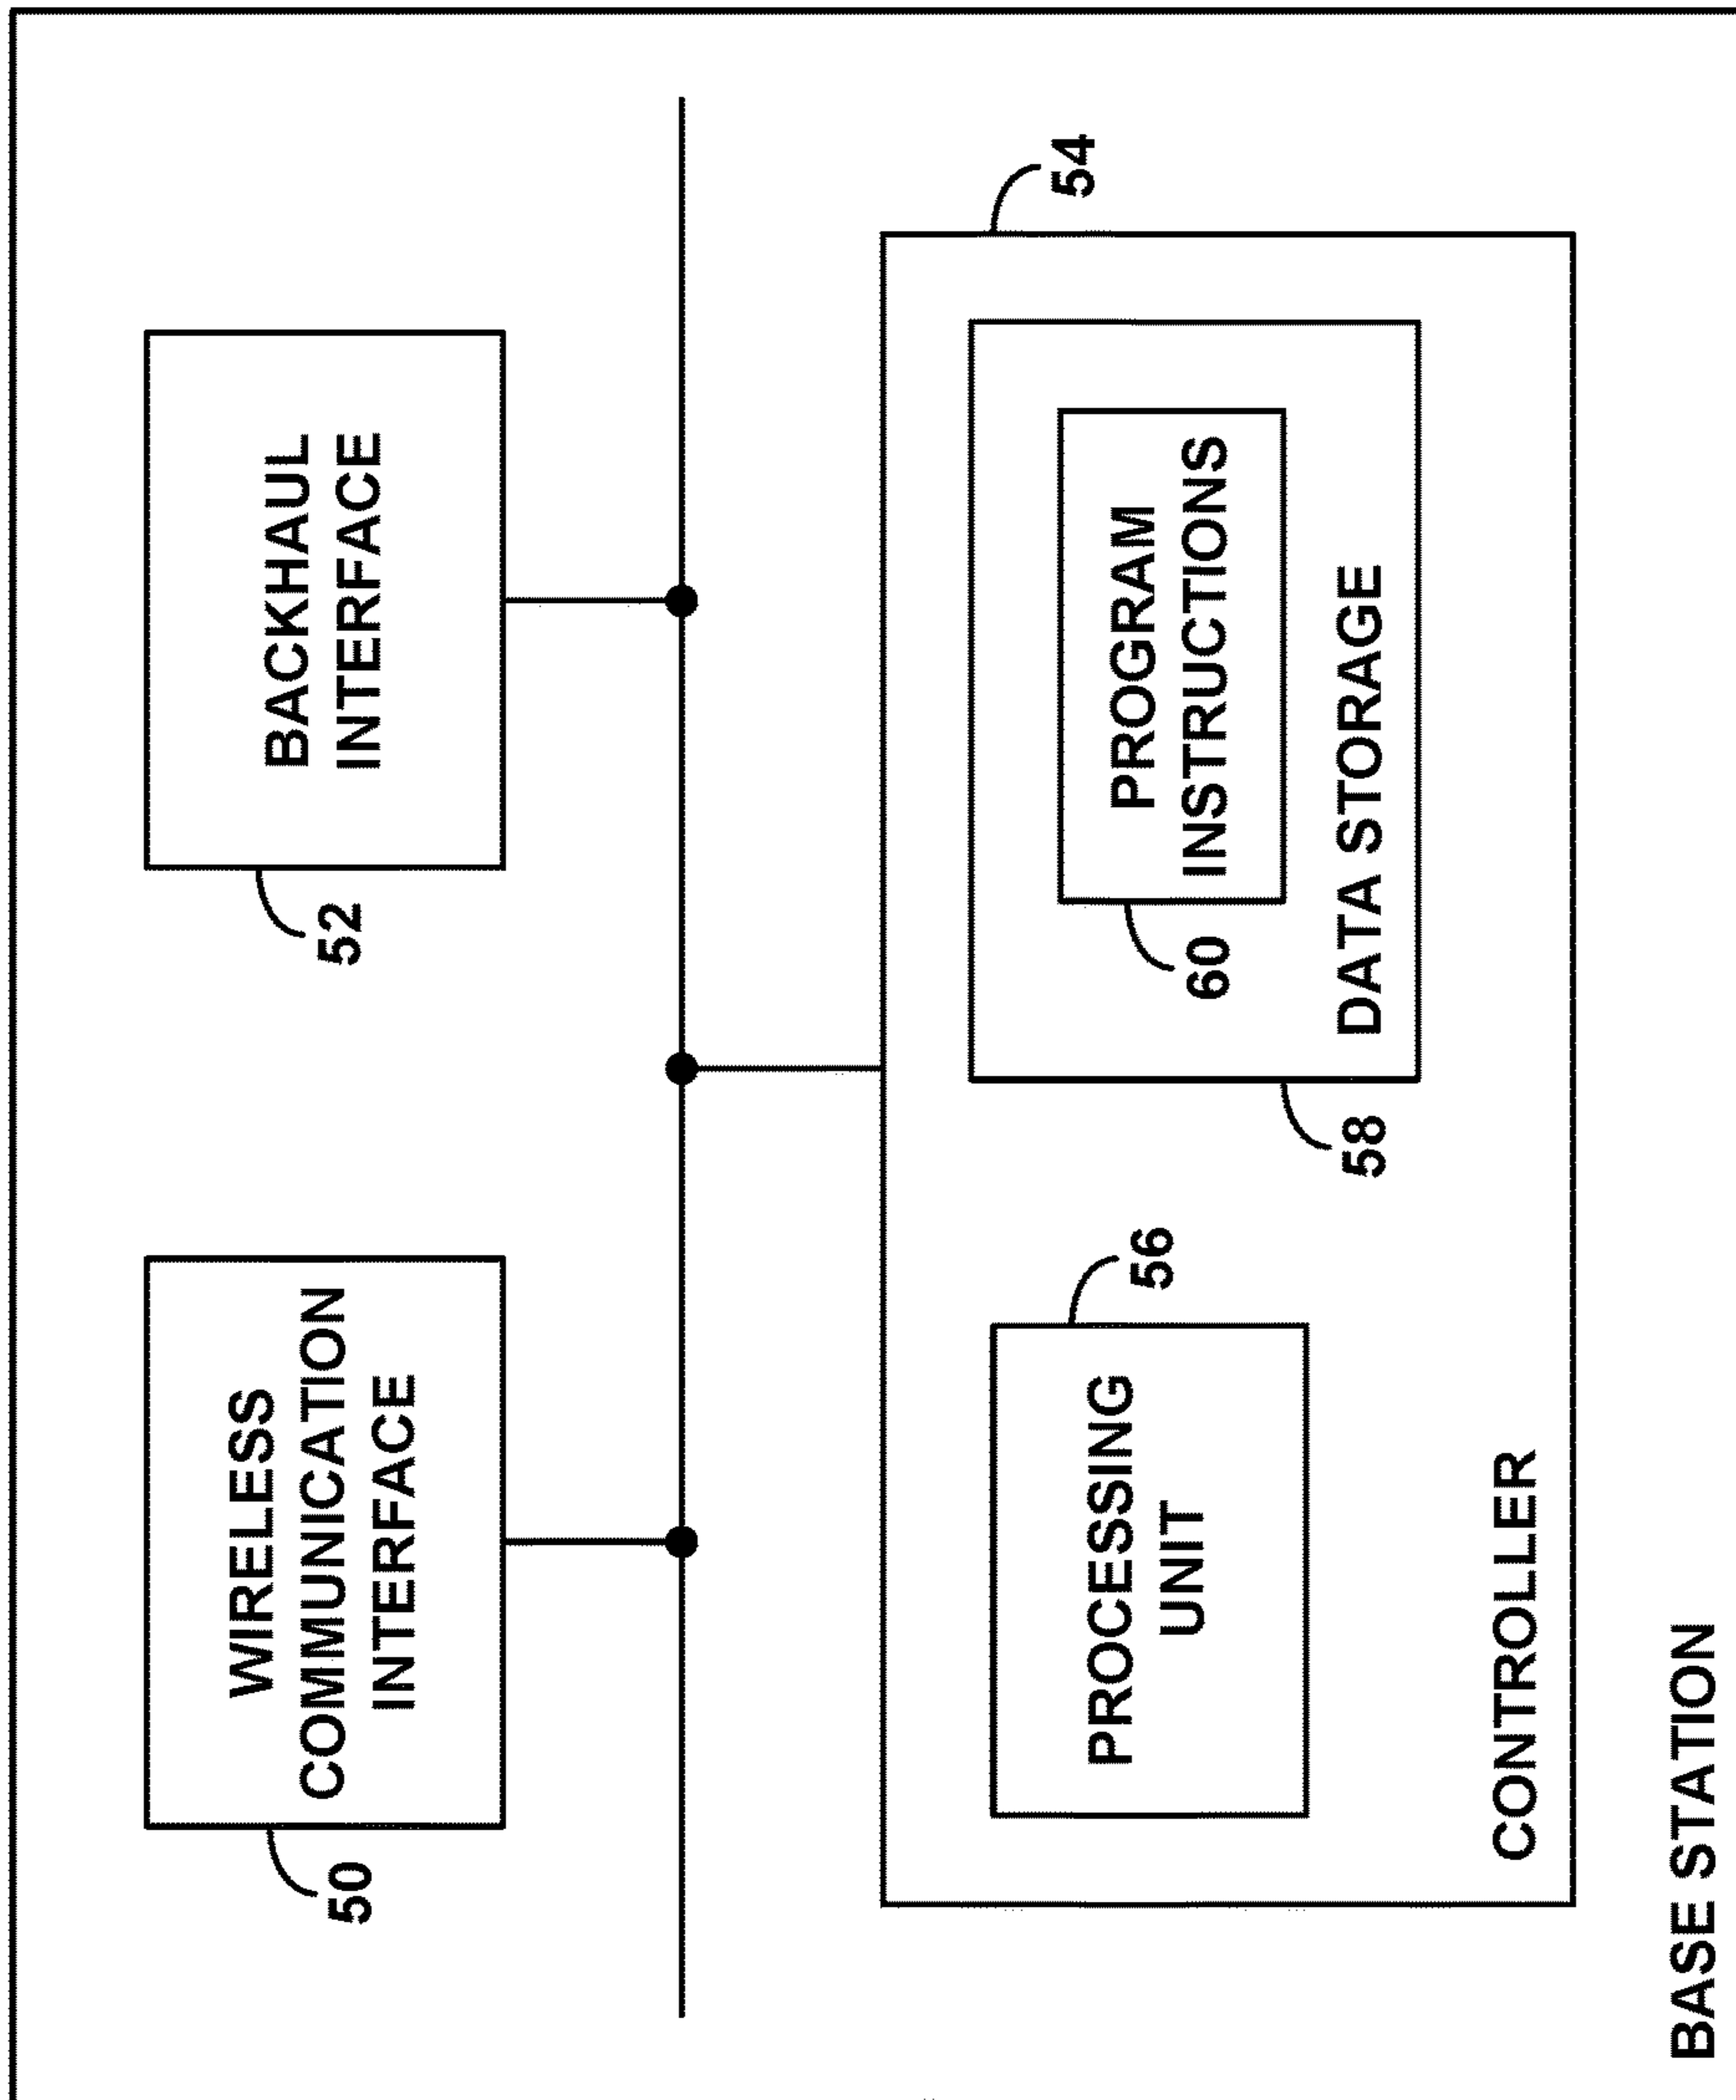 WIRELESS
COMMUNICATION
INTERFACE
50
BACKHAUL
INTERFACE
52
54
PROCESSING
UNIT
56
PROGRAM
INSTRUCTIONS
60
DATA STORAGE
58
CONTROLLER
BASE STATION